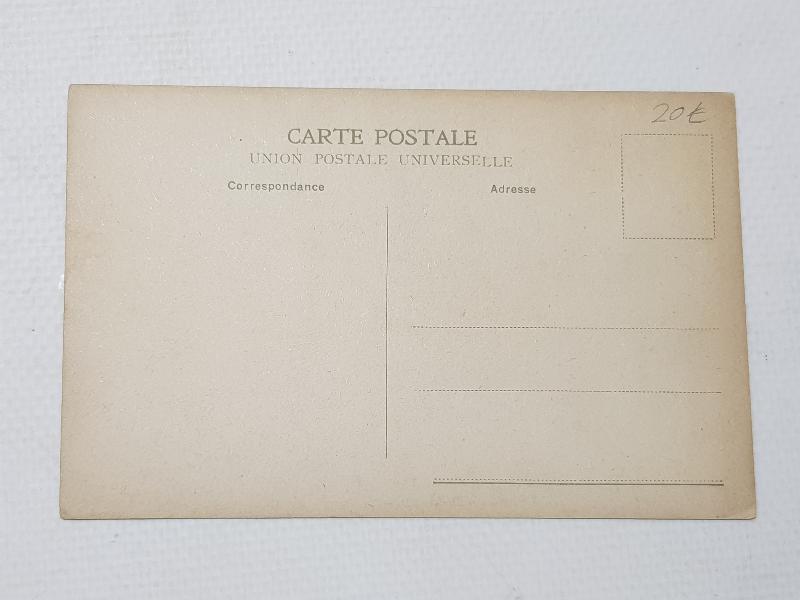 20€
CARTE POSTALE
UNION POSTALE UNIVERSELLE
Correspondance
Adresse